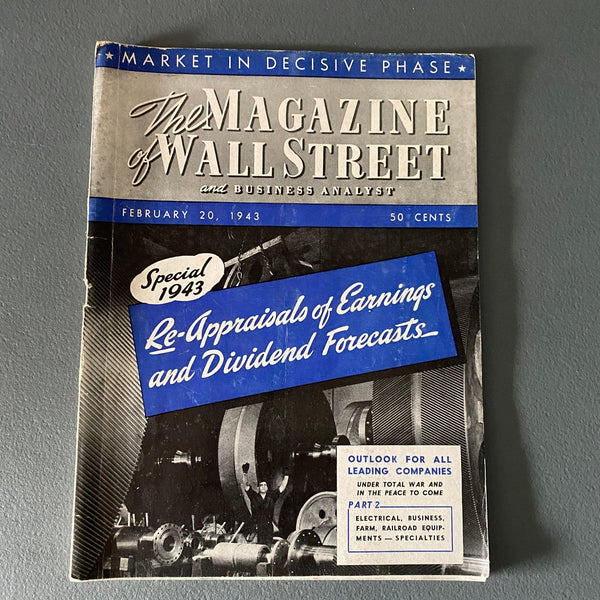 ★ MARKET IN DECISIVE PHASE ★
The MAGAZINE
of WALL STREET
and BUSINESS ANALYST
FEBRUARY 20, 1943 50 CENTS
Special
1943
Re-Appraisals of Earnings
and Dividend Forecasts
OUTLOOK FOR ALL
LEADING COMPANIES
UNDER TOTAL WAR AND
IN THE PEACE TO COME
PART 2
ELECTRICAL, BUSINESS,
FARM, RAILROAD EQUIP-
MENTS — SPECIALTIES